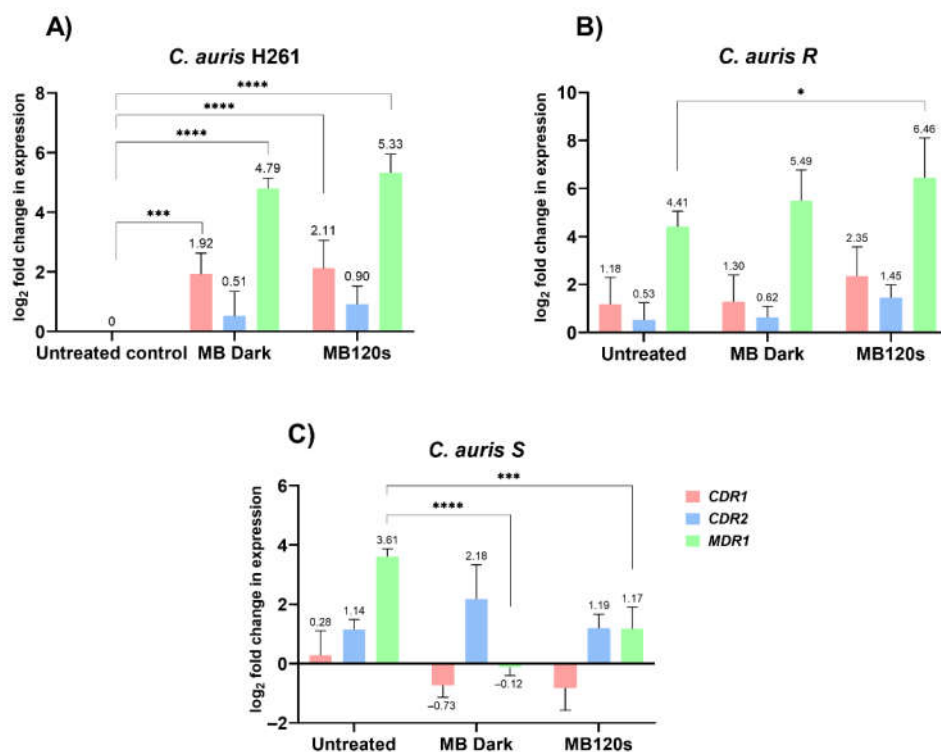 A)
C. auris H261
log2 fold change in expression
8
6
4
2
0
****
****
****
***
0
1.92
0.51
4.79
2.11
0.90
5.33
Untreated control
MB Dark
MB120s
B)
C. auris R
log2 fold change in expression
10
8
6
4
2
0
*
1.18
0.53
4.41
1.30
0.62
5.49
2.35
1.45
6.46
Untreated
MB Dark
MB120s
C)
C. auris S
log2 fold change in expression
6
4
2
0
−2
***
****
0.28
1.14
3.61
−0.73
2.18
−0.12
1.19
1.17
Untreated
MB Dark
MB120s
CDR1
CDR2
MDR1